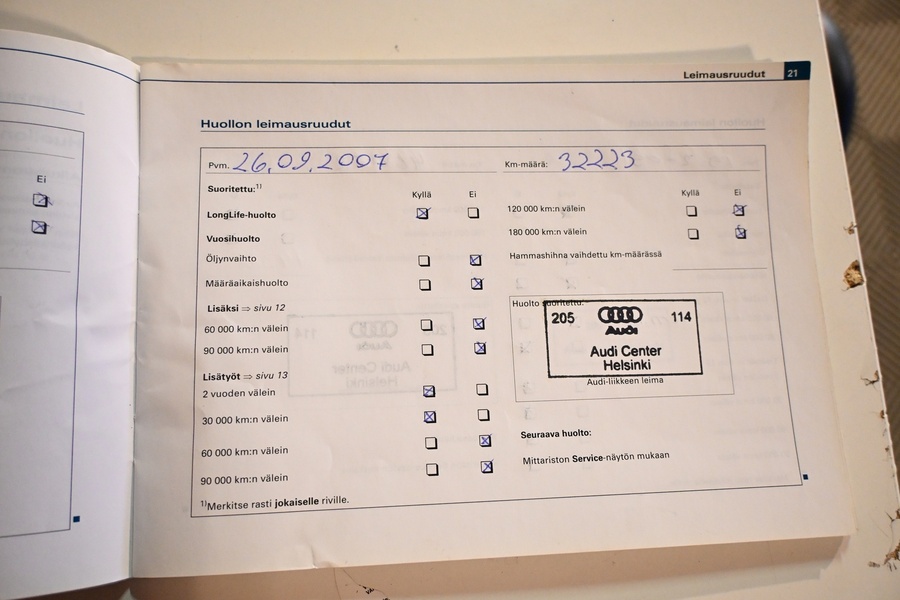 Leimausruudut 21
Huollon leimausruudut
Ei
Pvm. 26.09.2007
Suoritettu:1)
Kyllä Ei
LongLife-huolto
Vuosihuolto
Öljynvaihto
Määräaikaishuolto
Lisäksi ⇒ sivu 12
60 000 km:n välein
90 000 km:n välein
Lisätyöt ⇒ sivu 13
2 vuoden välein
30 000 km:n välein
60 000 km:n välein
90 000 km:n välein
1)Merkitse rasti jokaiselle riville.
Km-määrä: 32223
Kyllä Ei
120 000 km:n välein
180 000 km:n välein
Hammashihna vaihdettu km-määrässä
Huolto suoritettu:
205 114
Audi
Audi Center
Helsinki
Audi-liikkeen leima
Seuraava huolto:
Mittariston Service-näytön mukaan